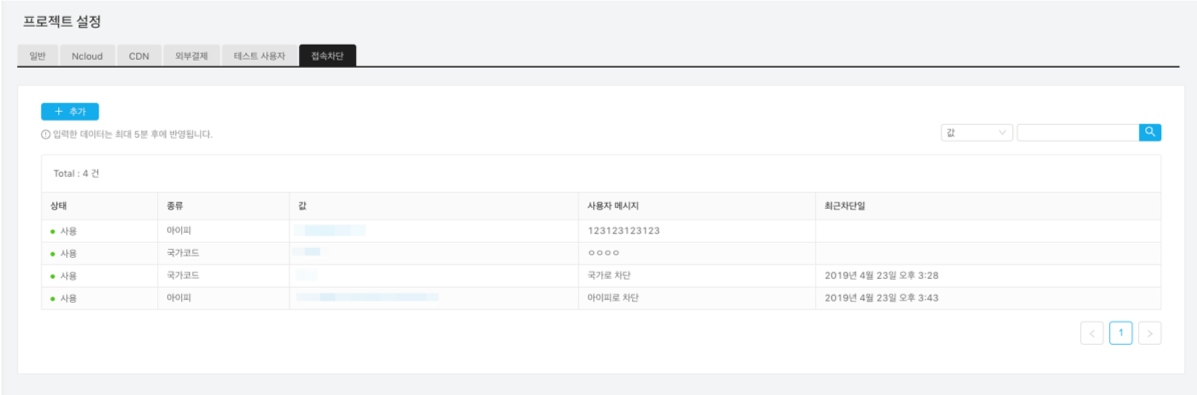 프로젝트 설정
일반 Ncloud CDN 외부결제 테스트 사용자 접속차단
+ 추가
입력한 데이터는 최대 5분 후에 반영됩니다.
값
Total : 4 건
상태 종류 값 사용자 메시지 최근차단일
사용 아이피 123123123123
사용 국가코드 ㅇㅇㅇㅇ
사용 국가코드 국가로 차단 2019년 4월 23일 오후 3:28
사용 아이피 아이피로 차단 2019년 4월 23일 오후 3:43
< 1 >